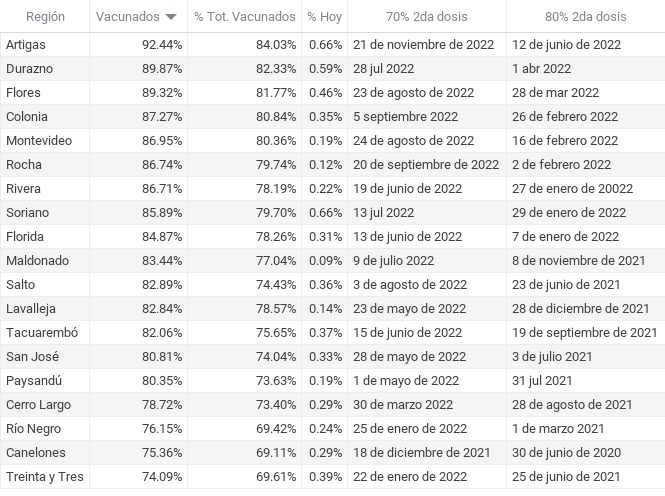 Región Vacunados % Tot. Vacunados % Hoy 70% 2da dosis 80% 2da dosis
Artigas 92.44% 84.03% 0.66% 21 de noviembre de 2022 12 de junio de 2022
Durazno 89.87% 82.33% 0.59% 28 jul 2022 1 abr 2022
Flores 89.32% 81.77% 0.46% 23 de agosto de 2022 28 de mar 2022
Colonia 87.27% 80.84% 0.35% 5 septiembre 2022 26 de febrero 2022
Montevideo 86.95% 80.36% 0.19% 24 de agosto 2022 16 de febrero 2022
Rocha 86.74% 79.74% 0.12% 20 de septiembre de 2022 2 de febrero 2022
Rivera 86.71% 78.19% 0.22% 19 de junio de 2022 27 de enero de 20022
Soriano 85.89% 79.70% 0.66% 13 jul 2022 29 de enero de 2022
Florida 84.87% 78.26% 0.31% 13 de junio de 2022 7 de enero de 2022
Maldonado 83.44% 77.04% 0.09% 9 de julio 2022 8 de noviembre de 2021
Salto 82.89% 74.43% 0.36% 3 de agosto de 2022 23 de junio de 2021
Lavalleja 82.84% 78.57% 0.14% 23 de mayo de 2022 28 de diciembre de 2021
Tacuarembó 82.06% 75.65% 0.37% 15 de junio de 2022 19 de septiembre de 2021
San José 80.81% 74.04% 0.33% 28 de mayo de 2022 3 de julio 2021
Paysandú 80.35% 73.63% 0.19% 1 de mayo de 2022 31 jul 2021
Cerro Largo 78.72% 73.40% 0.29% 30 de marzo 2022 28 de agosto de 2021
Río Negro 76.15% 69.42% 0.24% 25 de enero de 2022 1 de marzo 2021
Canelones 75.36% 69.11% 0.29% 18 de diciembre de 2021 30 de junio de 2020
Treinta y Tres 74.09% 69.61% 0.39% 22 de enero de 2022 25 de junio de 2021